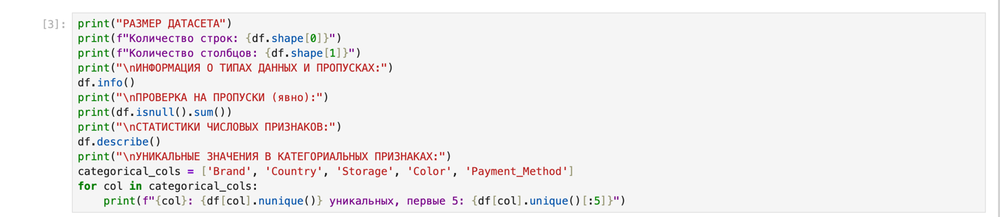 [3]:
print("РАЗМЕР ДАТАСЕТА")
print(f"Количество строк: {df.shape[0]}")
print(f"Количество столбцов: {df.shape[1]}")
print("\nИНФОРМАЦИЯ О ТИПАХ ДАННЫХ И ПРОПУСКАХ:")
df.info()
print("\nПРОВЕРКА НА ПРОПУСКИ (явно):")
print(df.isnull().sum())
print("\nСТАТИСТИКИ ЧИСЛОВЫХ ПРИЗНАКОВ:")
df.describe()
print("\nУНИКАЛЬНЫЕ ЗНАЧЕНИЯ В КАТЕГОРИАЛЬНЫХ ПРИЗНАКАХ:")
categorical_cols = ['Brand', 'Country', 'Storage', 'Color', 'Payment_Method']
for col in categorical_cols:
    print(f"{col}: {df[col].nunique()} уникальных, первые 5: {df[col].unique()[:5]}")